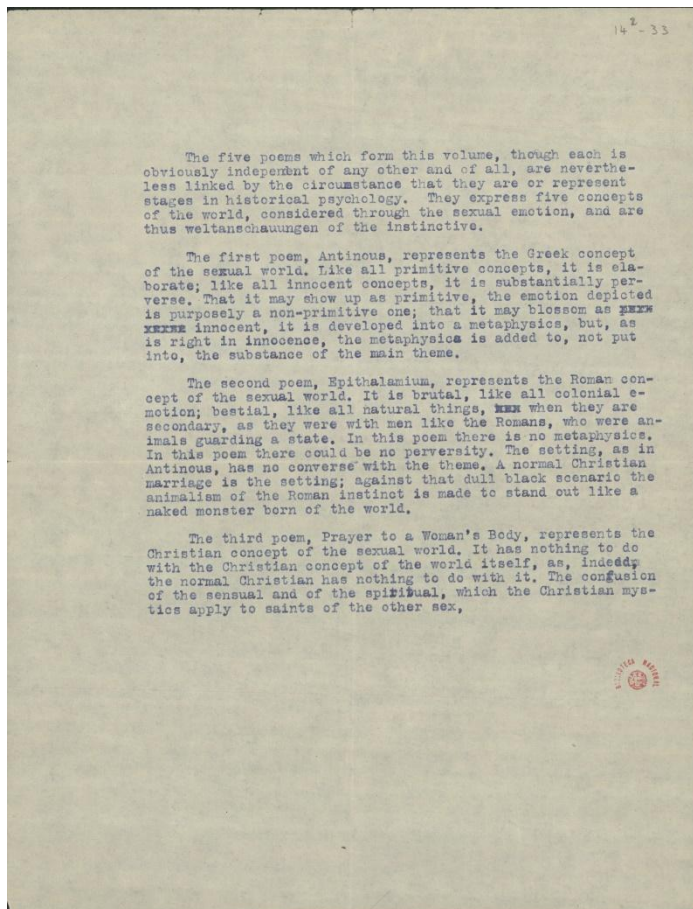 14²-33
The five poems which form this volume, though each is
obviously indepenbnt of any other and of all, are neverthe-
less linked by the circumstance that they are or represent
stages in historical psychology. They express five concepts
of the world, considered through the sexual emotion, and are
thus weltanschauungen of the instinctive.
The first poem, Antinous, represents the Greek concept
of the sexual world. Like all primitive concepts, it is ela-
borate; like all innocent concepts, it is substantially per-
verse. That it may show up as primitive, the emotion depicted
is purposely a non-primitive one; that it may blossom as
innocent, it is developed into a metaphysics, but, as
is right in innocence, the metaphysics is added to, not put
into, the substance of the main theme.
The second poem, Epithalamium, represents the Roman con-
cept of the sexual world. It is brutal, like all colonial e-
motion; bestial, like all natural things, when they are
secondary, as they were with men like the Romans, who were an-
imals guarding a state. In this poem there is no metaphysics.
In this poem there could be no perversity. The setting, as in
Antinous, has no converse with the theme. A normal Christian
marriage is the setting; against that dull black scenario the
animalism of the Roman instinct is made to stand out like a
naked monster born of the world.
The third poem, Prayer to a Woman's Body, represents the
Christian concept of the sexual world. It has nothing to do
with the Christian concept of the world itself, as, indeed,
the normal Christian has nothing to do with it. The confusion
of the sensual and of the spiritual, which the Christian mys-
tics apply to saints of the other sex,
BIBLIOTECA NACIONAL